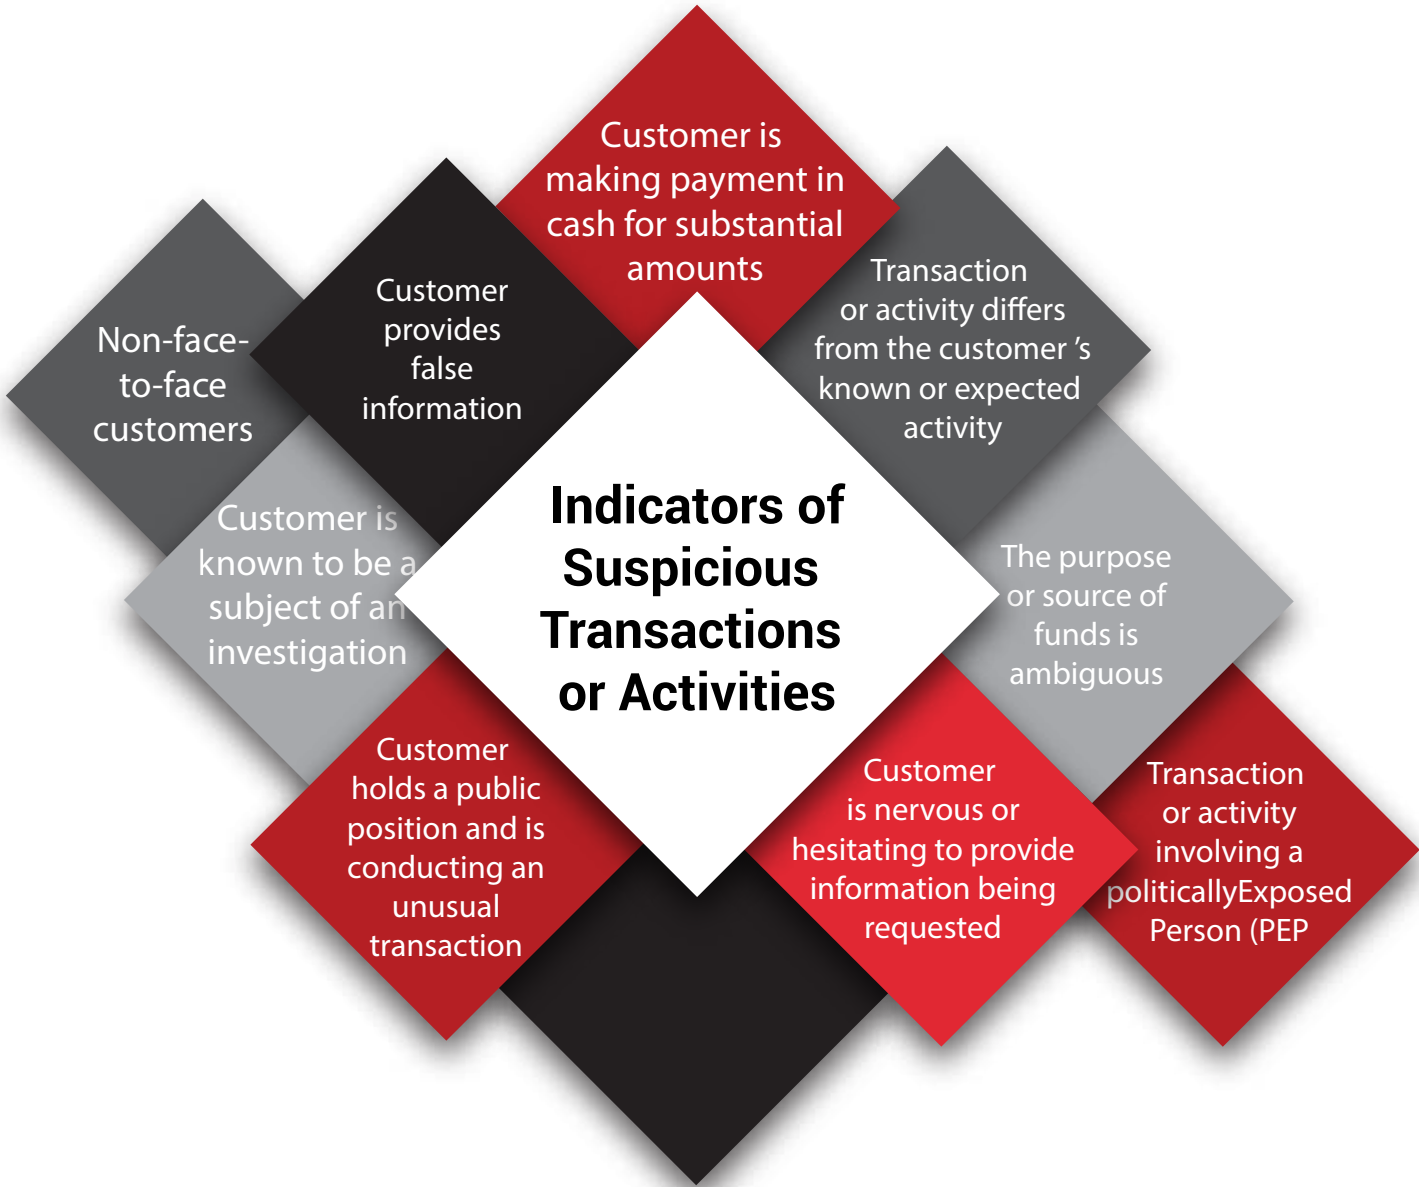 Customer is
making payment in
cash for substantial
amounts
Customer
provides
false
information
Transaction
or activity differs
from the customer 's
known or expected
activity
Non-face-
to-face
customers
Indicators of
Suspicious
Transactions
or Activities
Customer is
known to be a
subject of an
investigation
The purpose
or source of
funds is
ambiguous
Customer
holds a public
position and is
conducting an
unusual
transaction
Customer
is nervous or
hesitating to provide
information being
requested
Transaction
or activity
involving a
politicallyExposed
Person (PEP